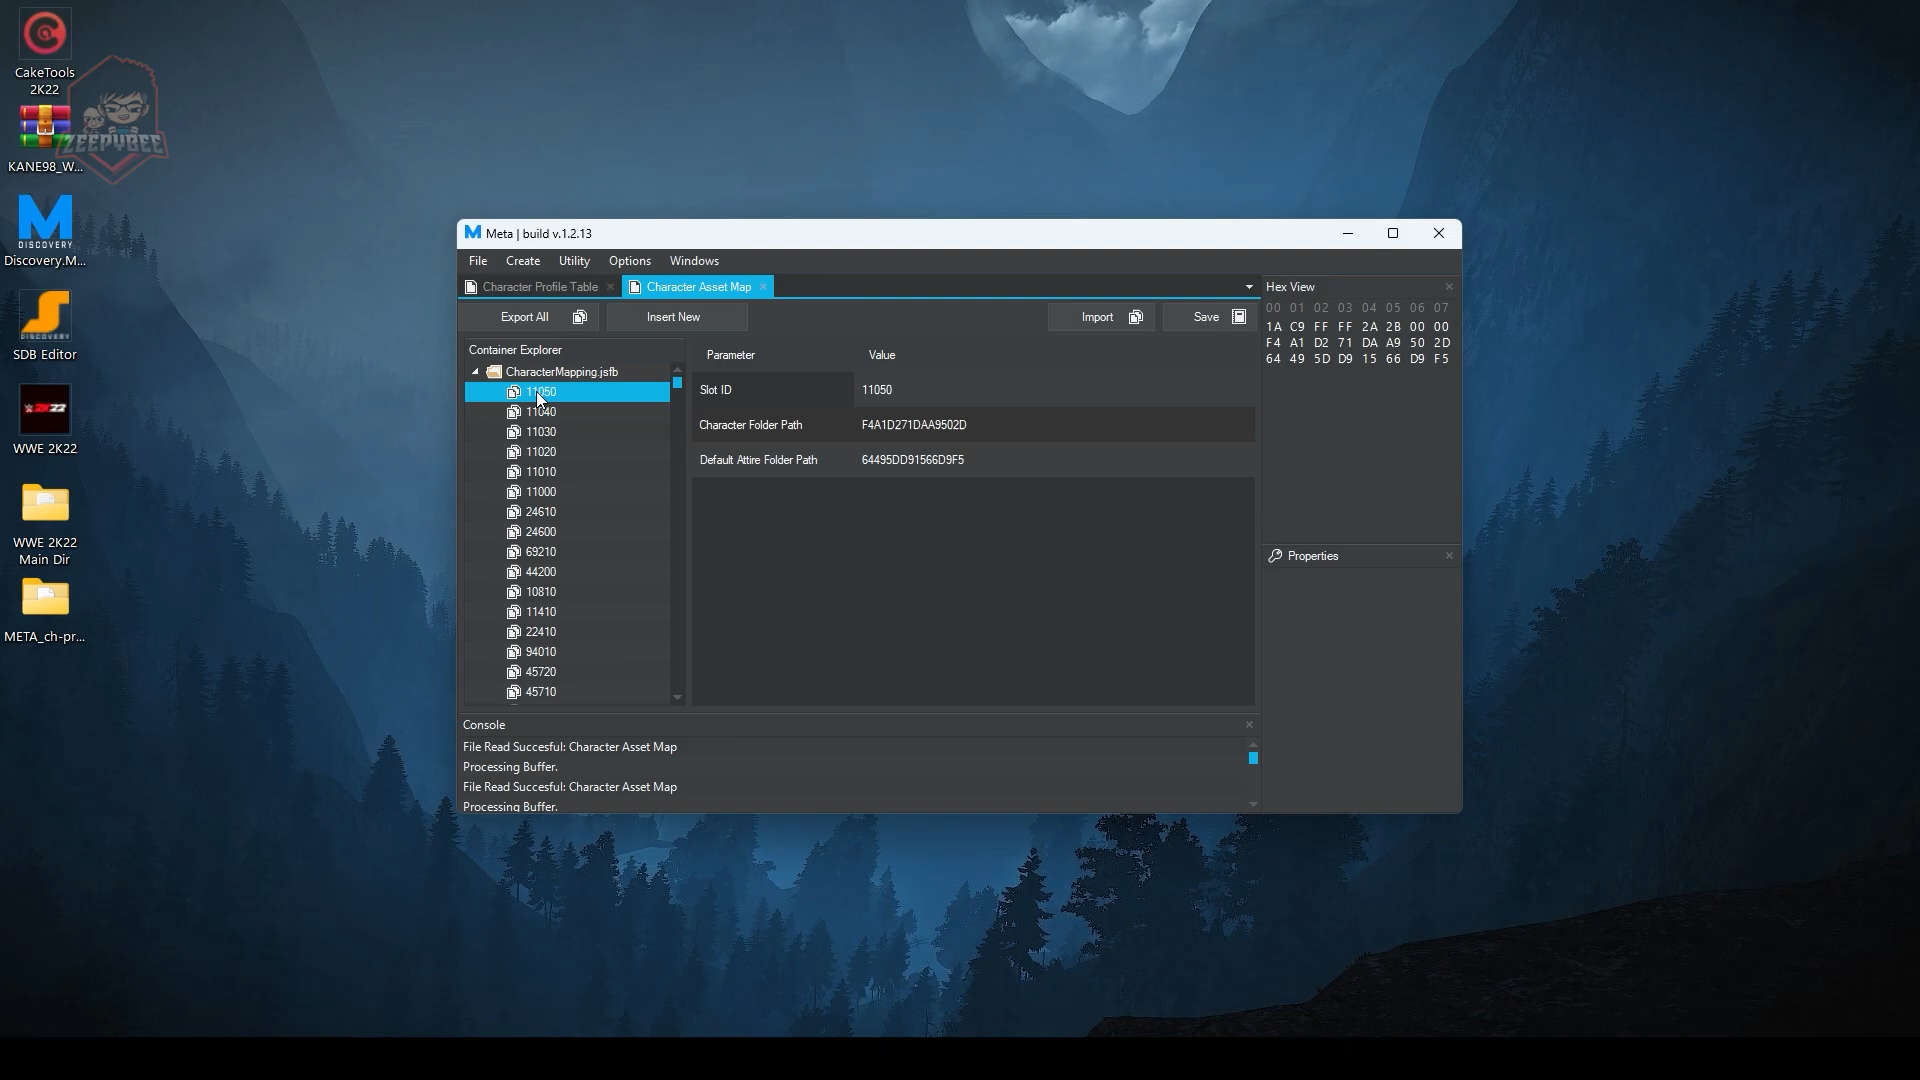 CakeTools
2K22
ZEEPYBEE
KANE98_W...
M
DISCOVERY
Discovery.M...
DISCOVERY
SDB Editor
2K22
WWE 2K22
WWE 2K22
Main Dir
META_ch-pr...
Meta | build v.1.2.13
File Create Utility Options Windows
Character Profile Table
Character Asset Map
Export All
Insert New
Import
Save
Container Explorer
CharacterMapping.jsfb
11050
11040
11030
11020
11010
11000
24610
24600
69210
44200
10810
11410
22410
94010
45720
45710
Parameter Value
Slot ID 11050
Character Folder Path F4A1D271DAA9502D
Default Attire Folder Path 64495DD91566D9F5
Console
File Read Succesful: Character Asset Map
Processing Buffer.
File Read Succesful: Character Asset Map
Processing Buffer.
Hex View
00 01 02 03 04 05 06 07
1A C9 FF FF 2A 2B 00 00
F4 A1 D2 71 DA A9 50 2D
64 49 5D D9 15 66 D9 F5
Properties